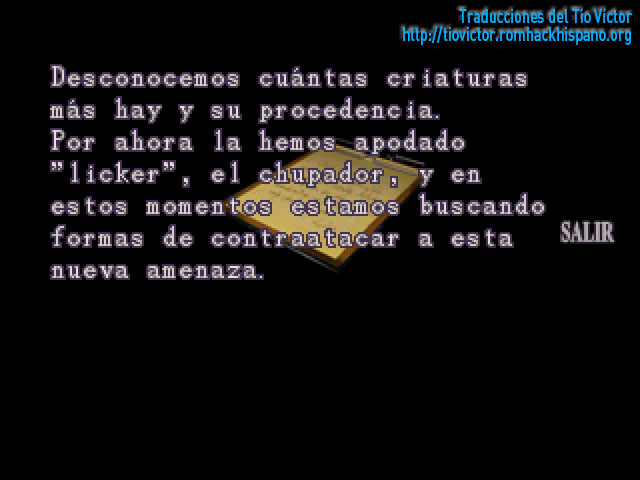 Traducciones del Tio Victor
http://tiovictor.romhackhispano.org
Desconocemos cuántas criaturas
más hay y su procedencia.
Por ahora la hemos apodado
"licker", el chupador, y en
estos momentos estamos buscando
formas de contraatacar a esta
nueva amenaza.
SALIR